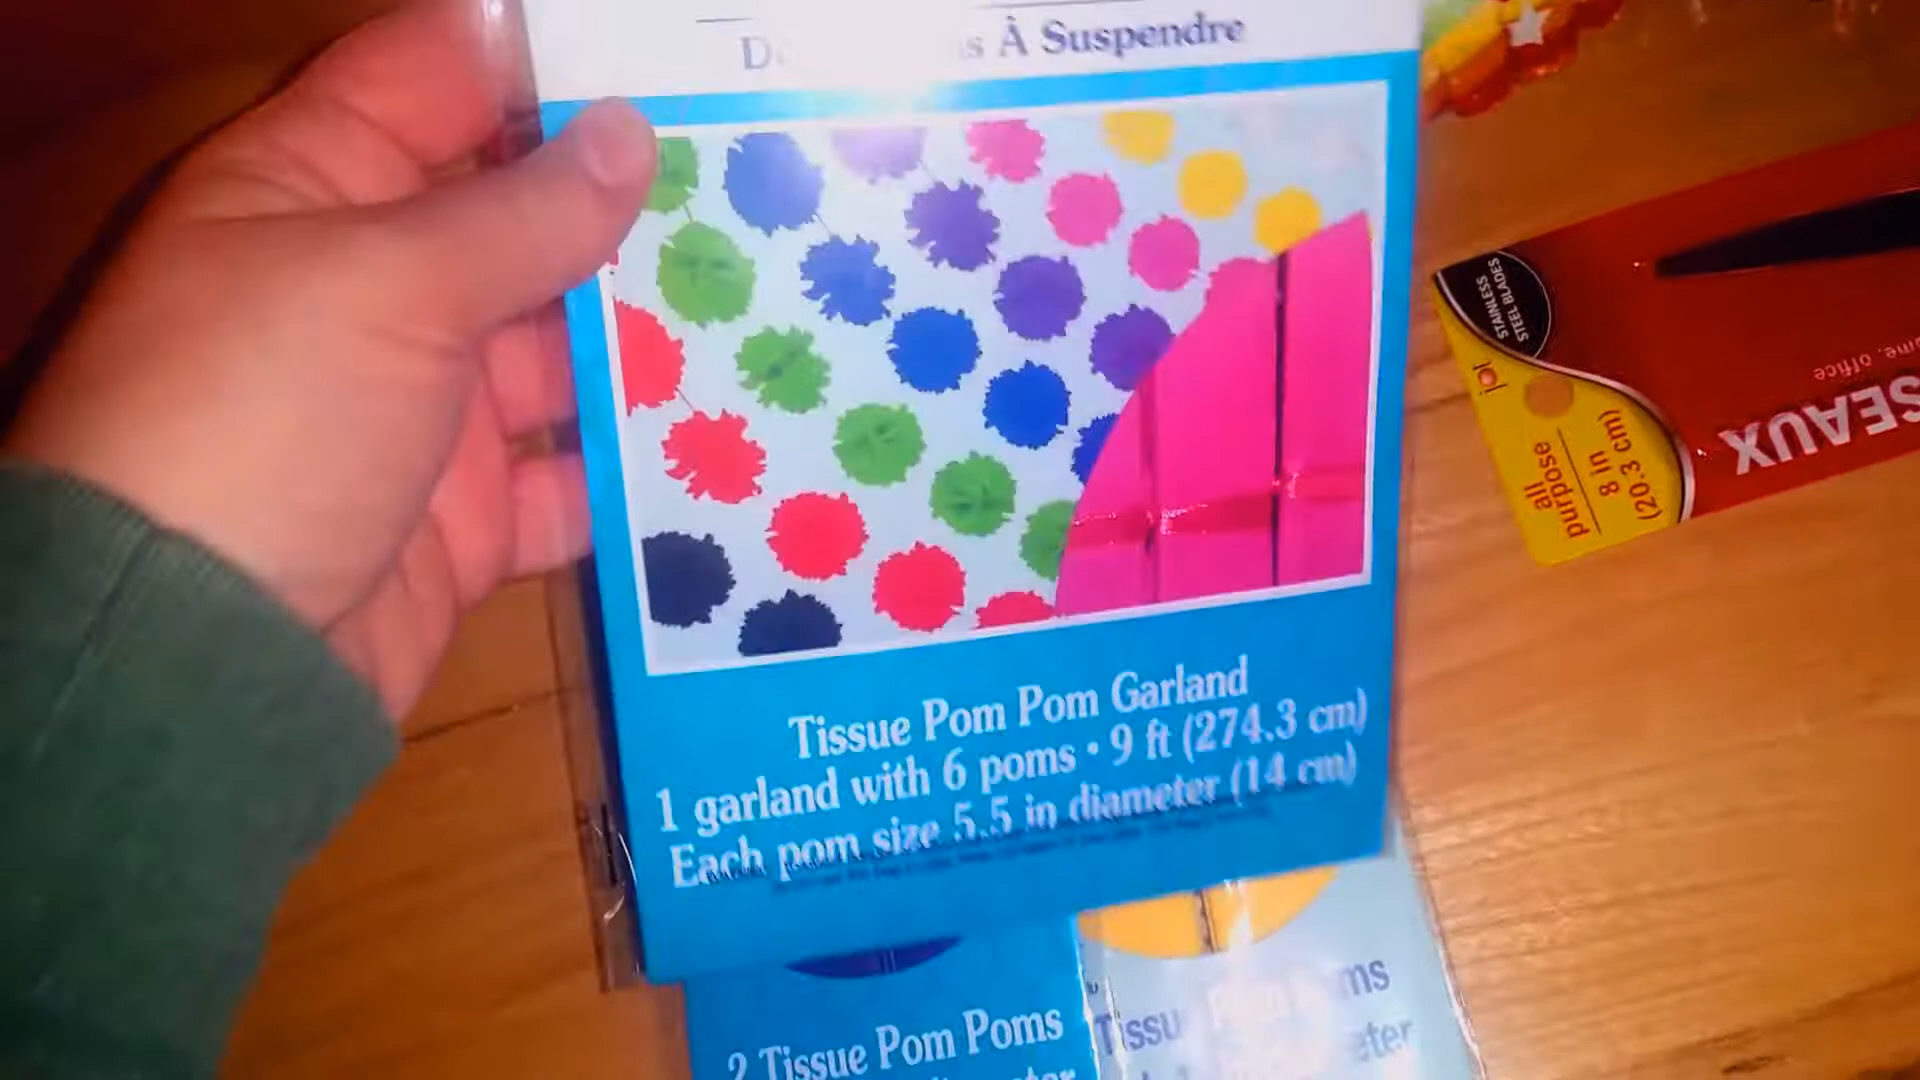 À Suspendre
Tissue Pom Pom Garland
1 garland with 6 poms • 9 ft (274.3 cm)
Each pom size 5.5 in diameter (14 cm)
2 Tissue Pom Poms
STAINLESS
STEEL BLADES
jot
all
purpose
8 in
(20.3 cm)
office
SEAUX